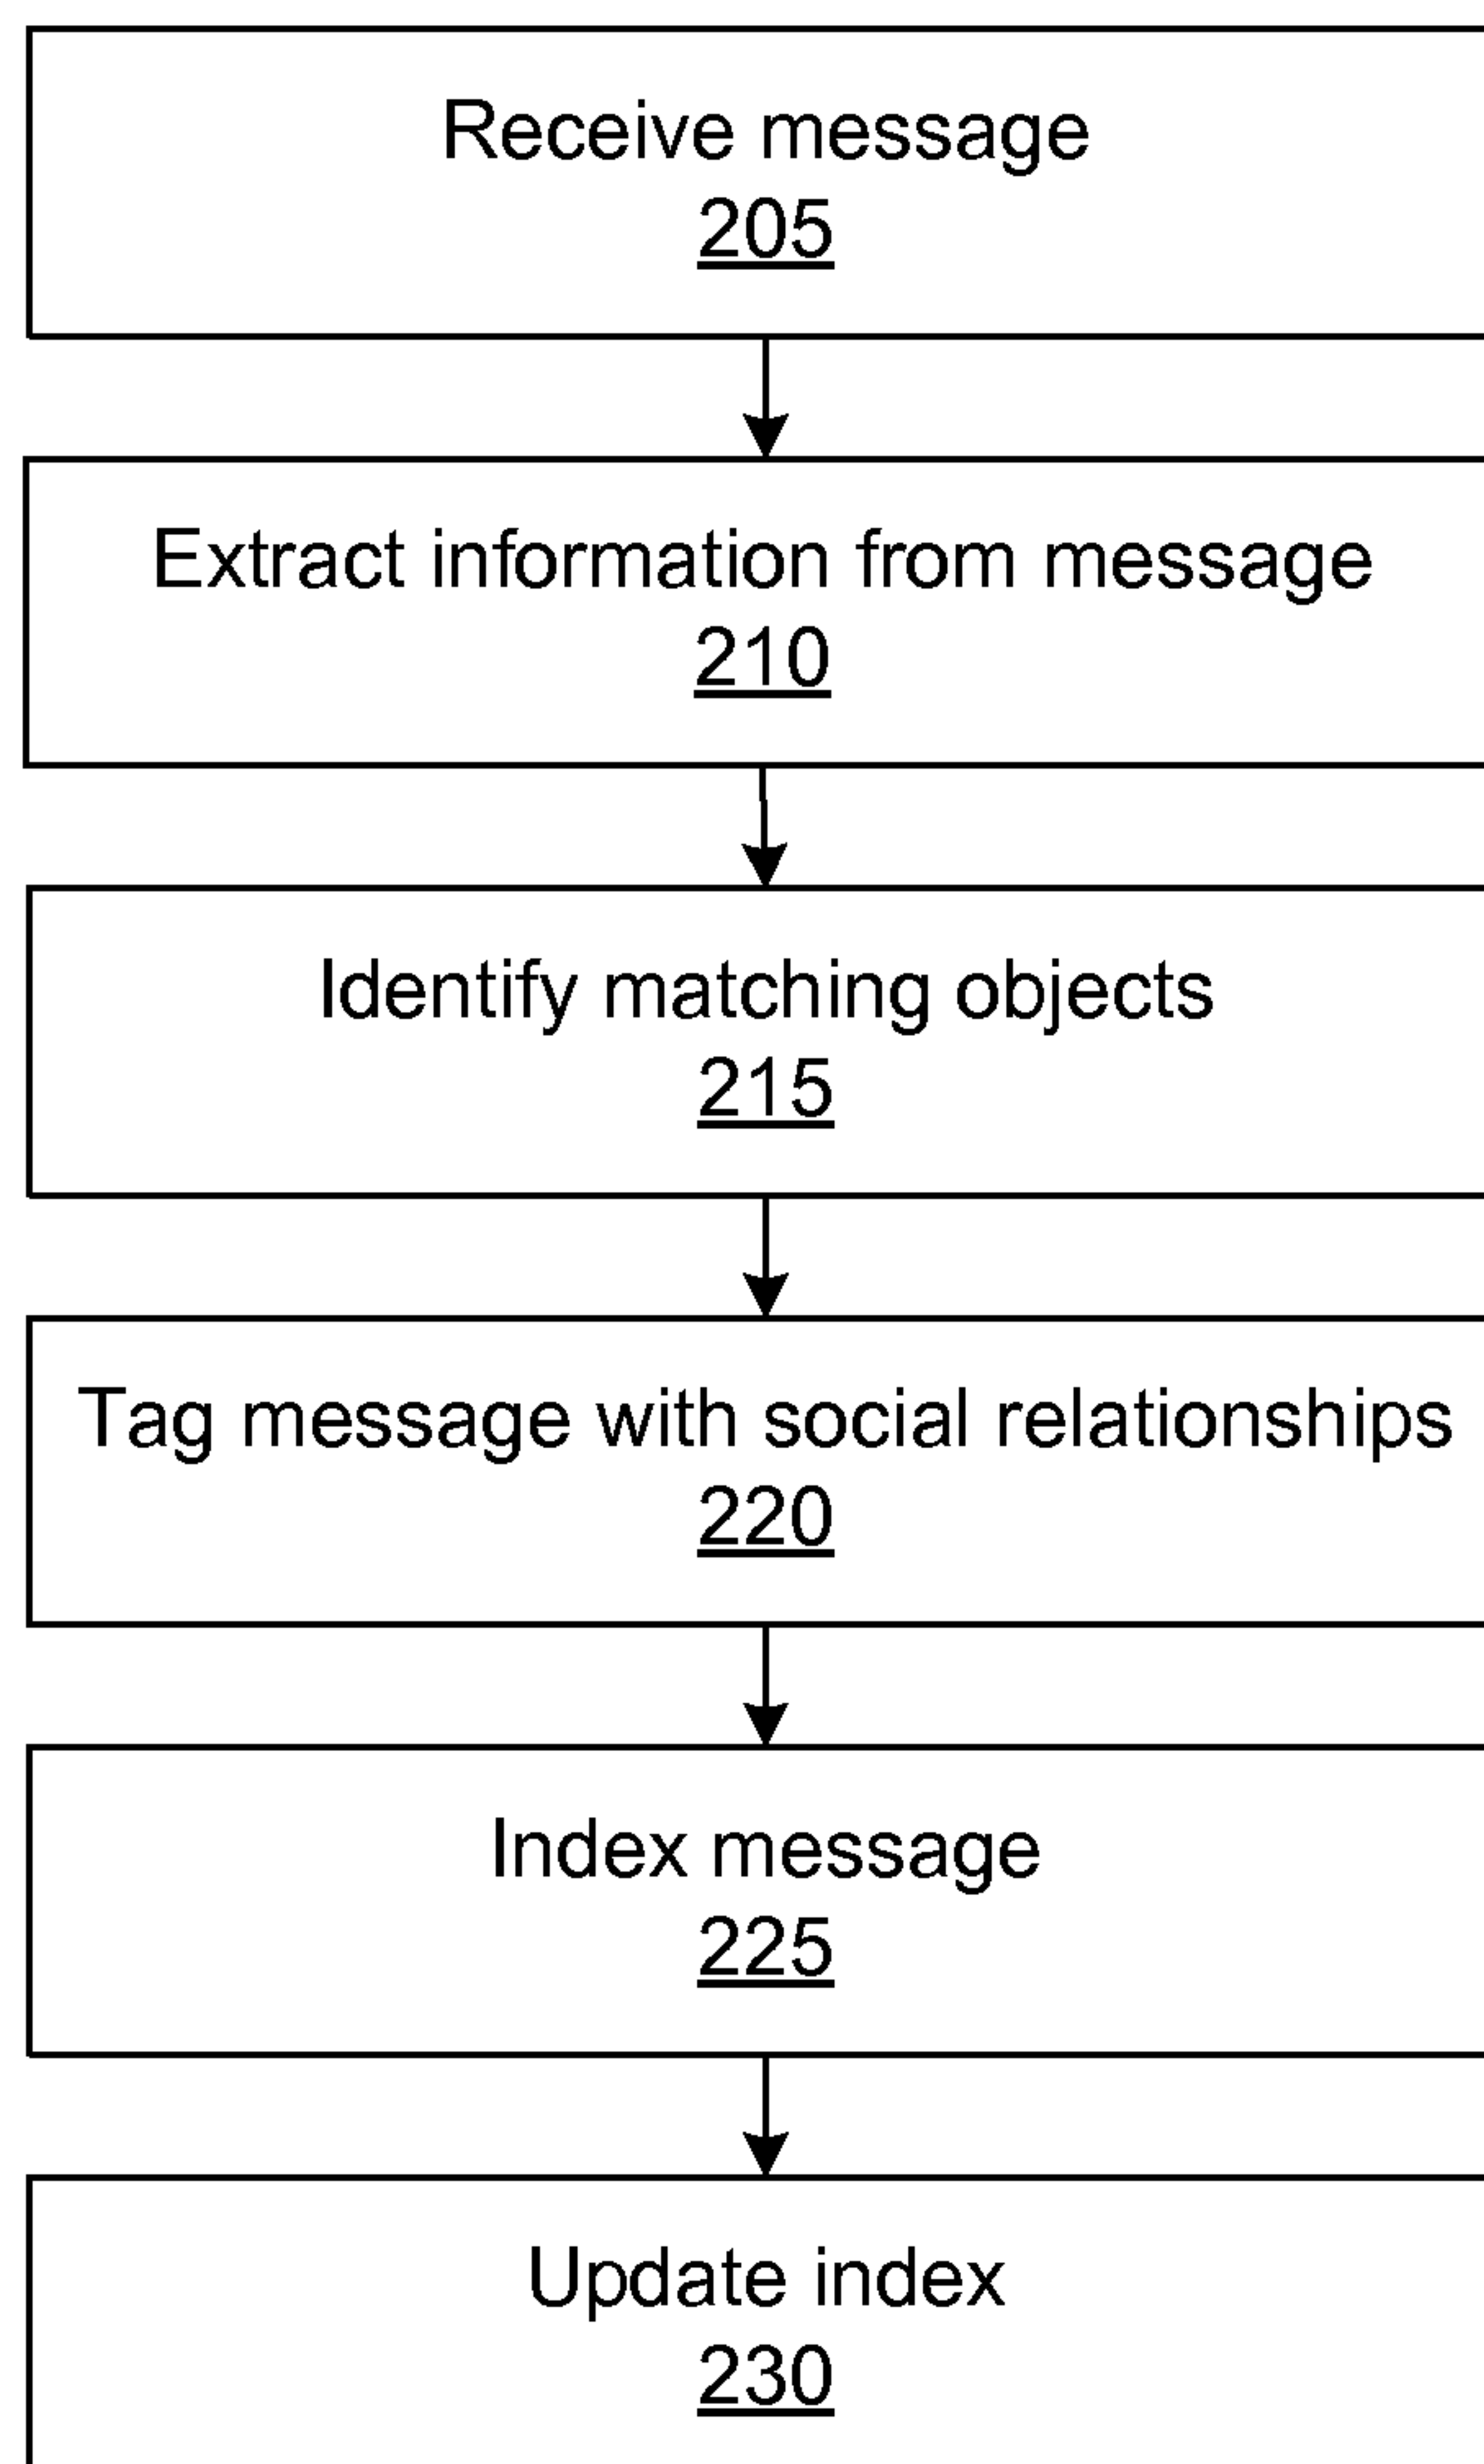 Receive message
205
Extract information from message
210
Identify matching objects
215
Tag message with social relationships
220
Index message
225
Update index
230